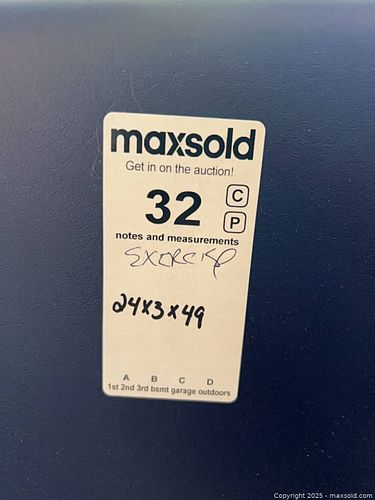 maxsold
Get in on the auction!
32
C
P
notes and measurements
24x3x49
A B C D
1st 2nd 3rd bsmt garage outdoors
Copyright 2025 - maxsold.com